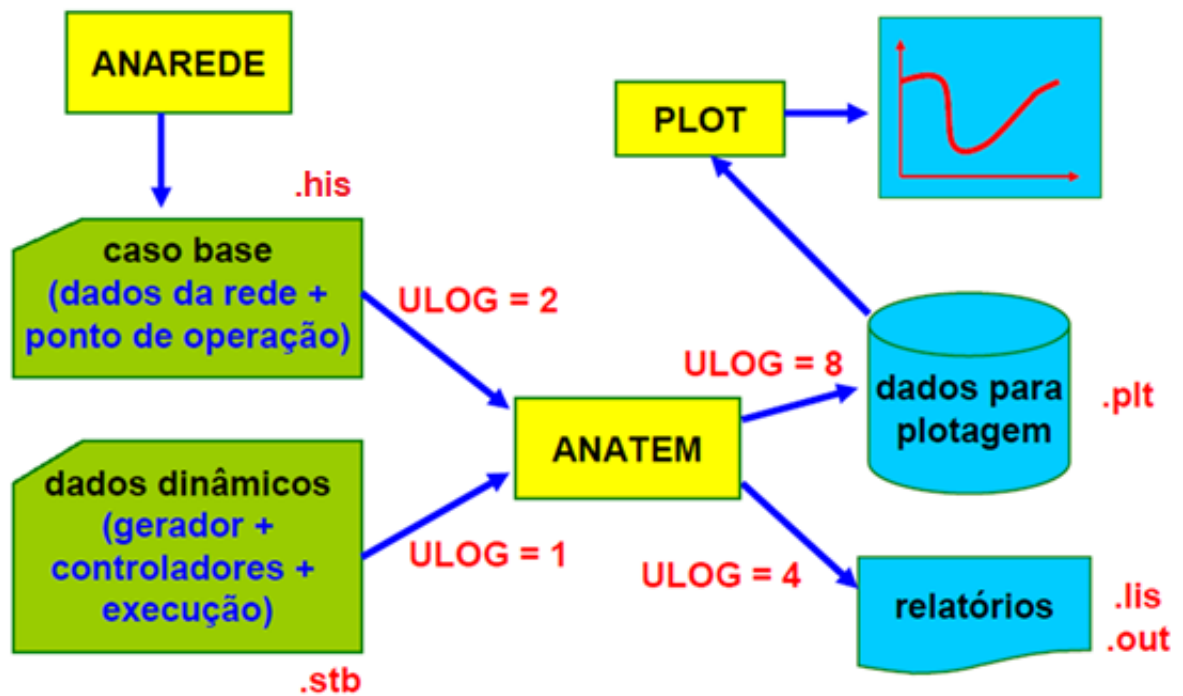 ANAREDE
.his
caso base
(dados da rede +
ponto de operação)
ULOG = 2
dados dinâmicos
(gerador +
controladores +
execução)
.stb
ULOG = 1
ANATEM
ULOG = 8
dados para
plotagem
.plt
PLOT
ULOG = 4
relatórios
.lis
.out